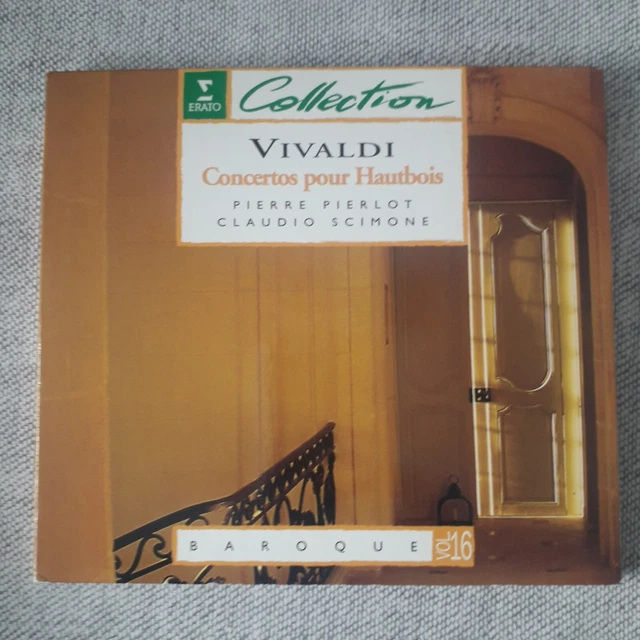 ERATO
Collection
VIVALDI
Concertos pour Hautbois
PIERRE PIERLOT
CLAUDIO SCIMONE
BAROQUE VOL 16